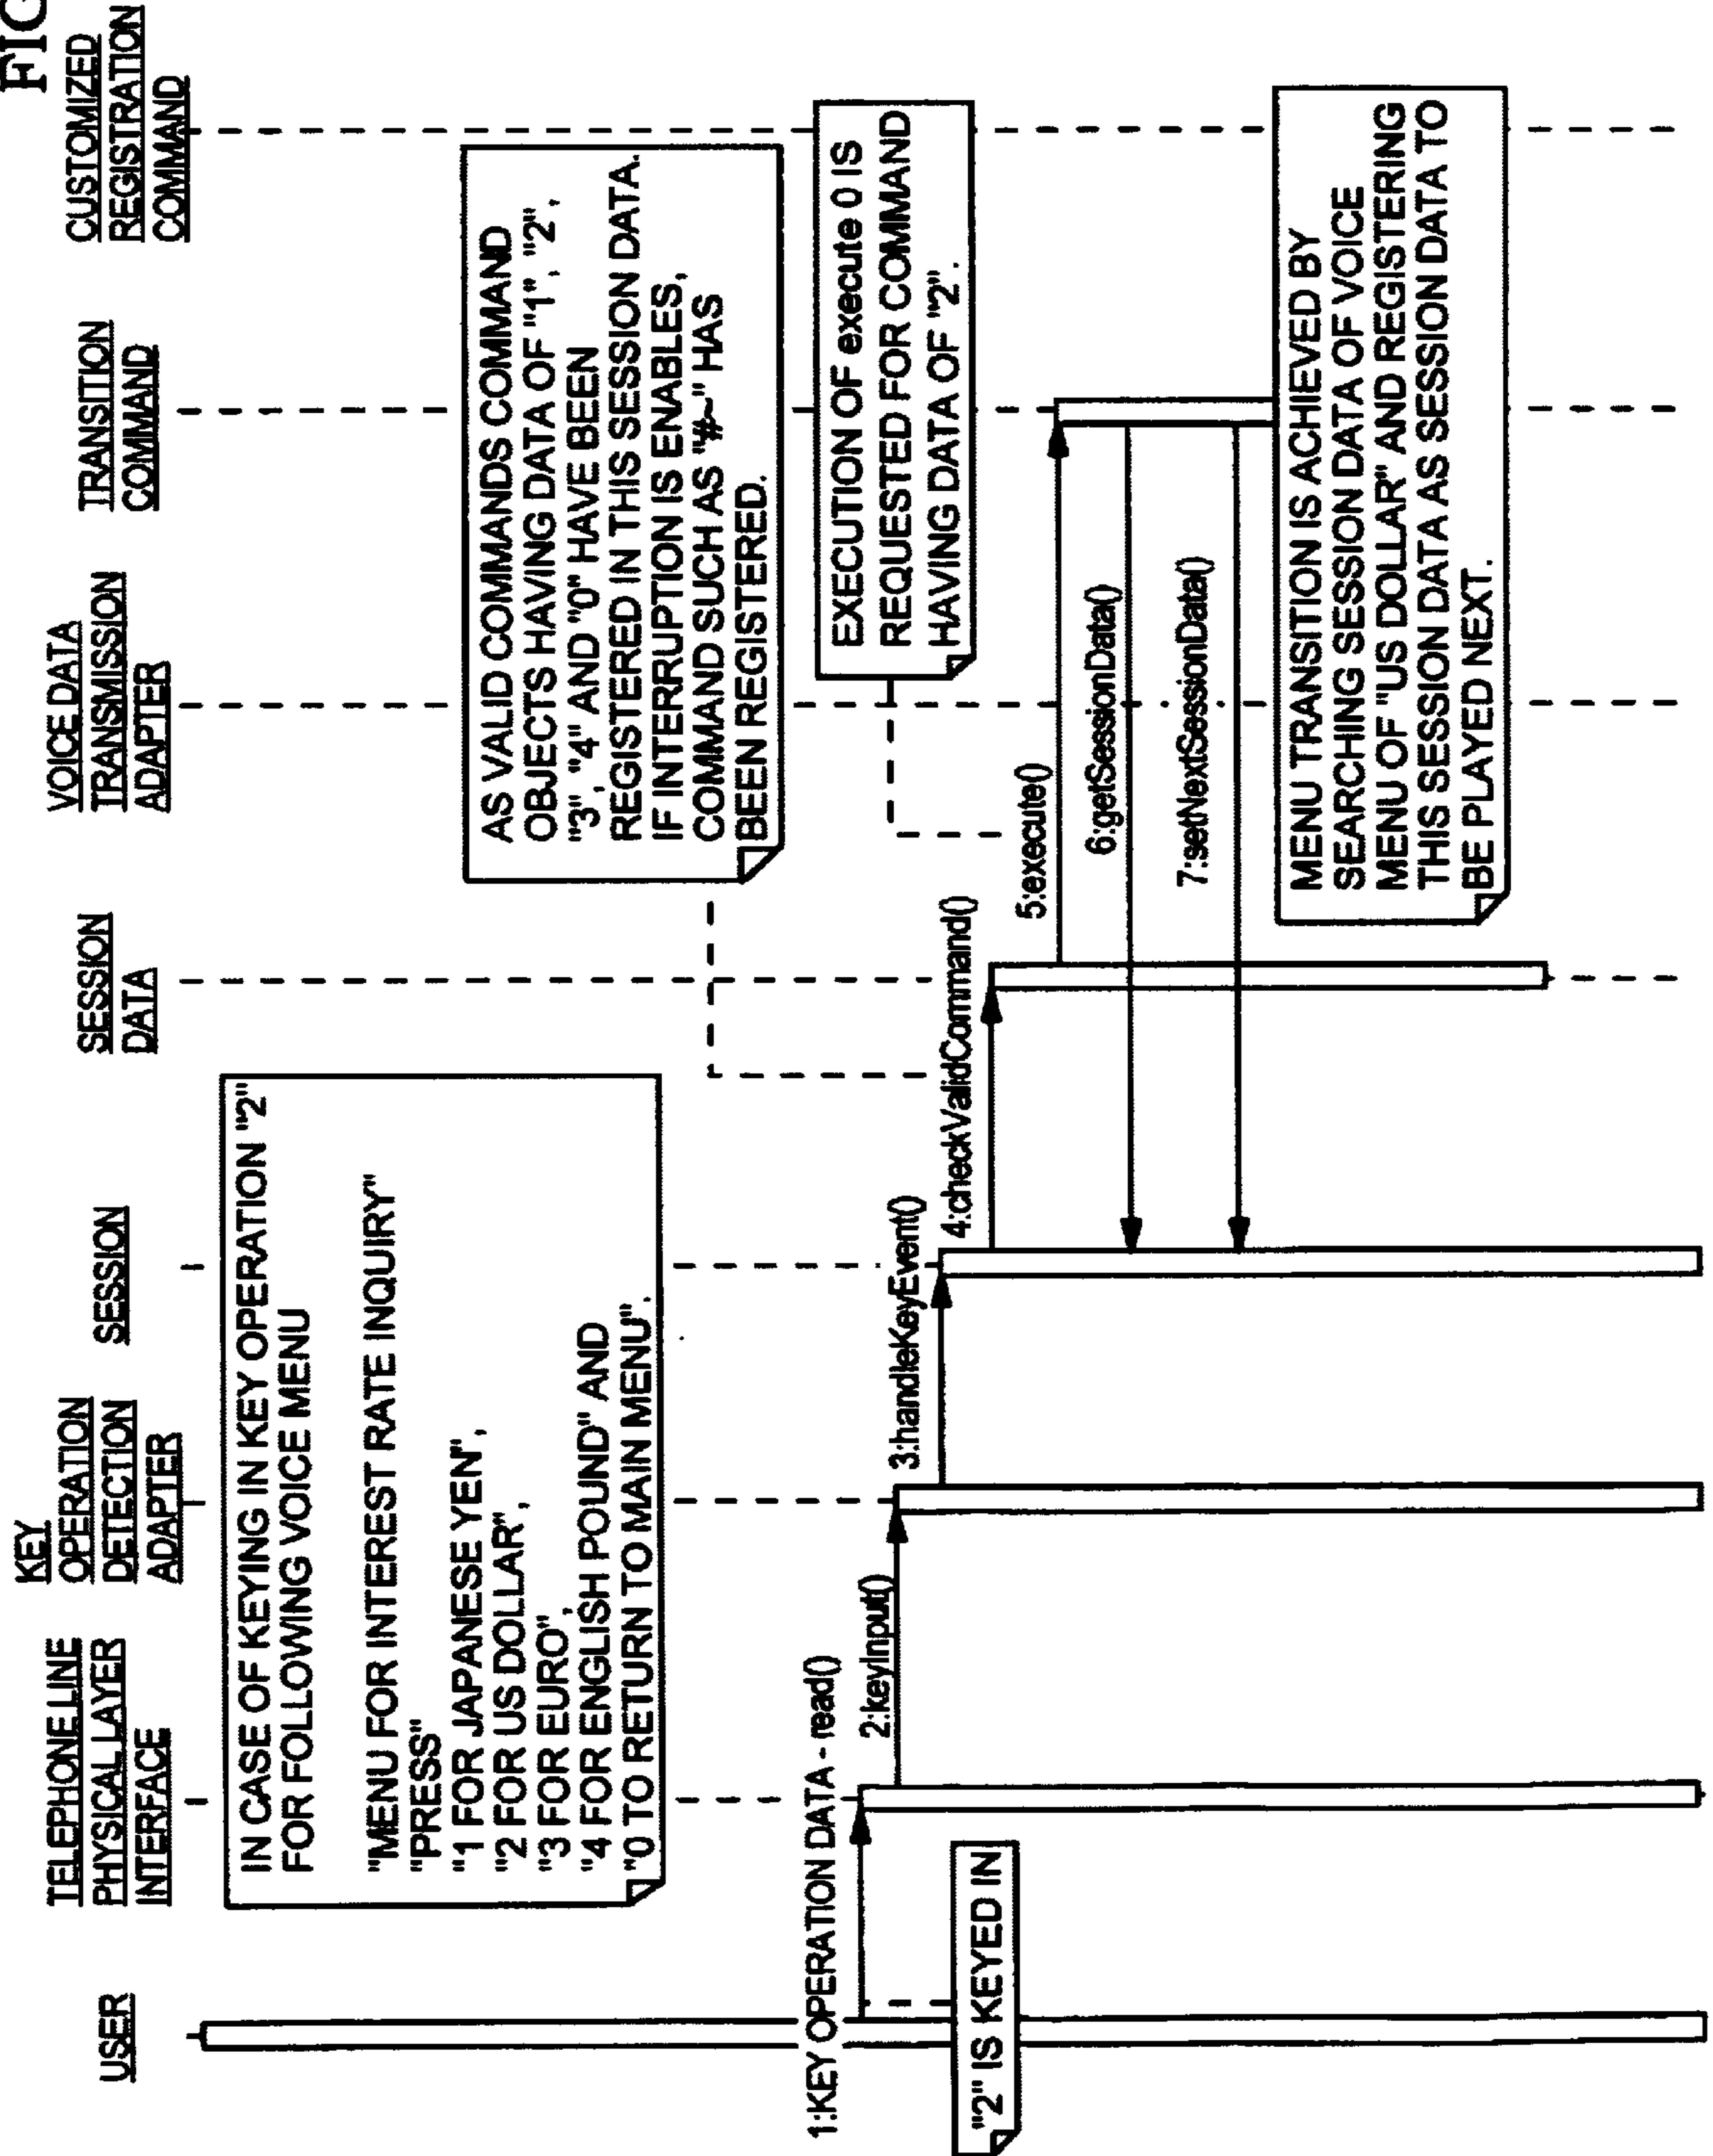 FIG
USER
TELEPHONE LINE
PHYSICAL LAYER
INTERFACE
KEY
OPERATION
DETECTION
ADAPTER
SESSION
SESSION
DATA
VOICE DATA
TRANSMISSION
ADAPTER
TRANSITION
COMMAND
CUSTOMIZED
REGISTRATION
COMMAND
IN CASE OF KEYING IN KEY OPERATION "2"
FOR FOLLOWING VOICE MENU
"MENU FOR INTEREST RATE INQUIRY"
"PRESS"
"1 FOR JAPANESE YEN",
"2 FOR US DOLLAR",
"3 FOR EURO",
"4 FOR ENGLISH POUND" AND
"0 TO RETURN TO MAIN MENU".
AS VALID COMMANDS COMMAND
OBJECTS HAVING DATA OF "1", "2",
"3", "4" AND "0" HAVE BEEN
REGISTERED IN THIS SESSION DATA.
IF INTERRUPTION IS ENABLES,
COMMAND SUCH AS "#~" HAS
BEEN REGISTERED.
EXECUTION OF execute 0 IS
REQUESTED FOR COMMAND
HAVING DATA OF "2".
1:KEY OPERATION DATA - read()
"2" IS KEYED IN
2:keyInput()
3:handleKeyEvent()
4:checkValidCommand()
5:execute()
6:getSessionData()
7:setNextSessionData()
MENU TRANSITION IS ACHIEVED BY
SEARCHING SESSION DATA OF VOICE
MENU OF "US DOLLAR" AND REGISTERING
THIS SESSION DATA AS SESSION DATA TO
BE PLAYED NEXT.